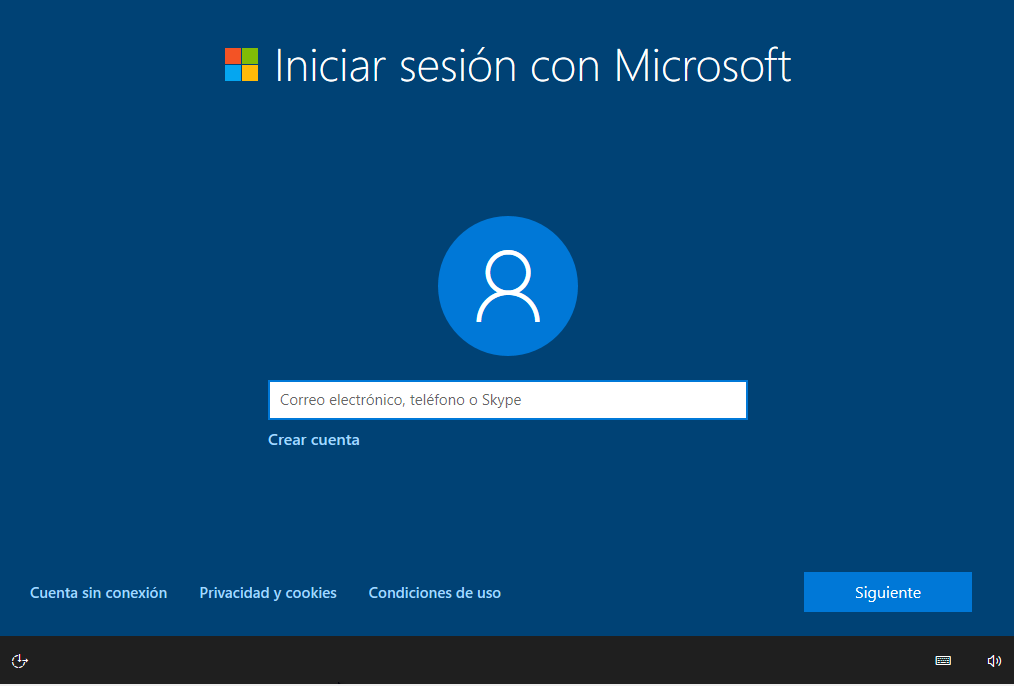 Iniciar sesión con Microsoft
Correo electrónico, teléfono o Skype
Crear cuenta
Cuenta sin conexión Privacidad y cookies Condiciones de uso Siguiente